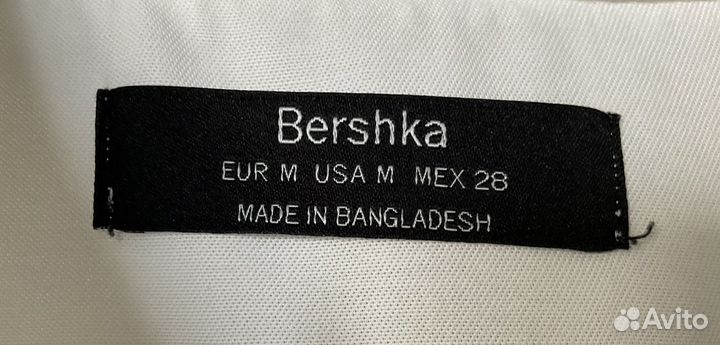 Bershka
EUR M USA M MEX 28
MADE IN BANGLADESH
Avito